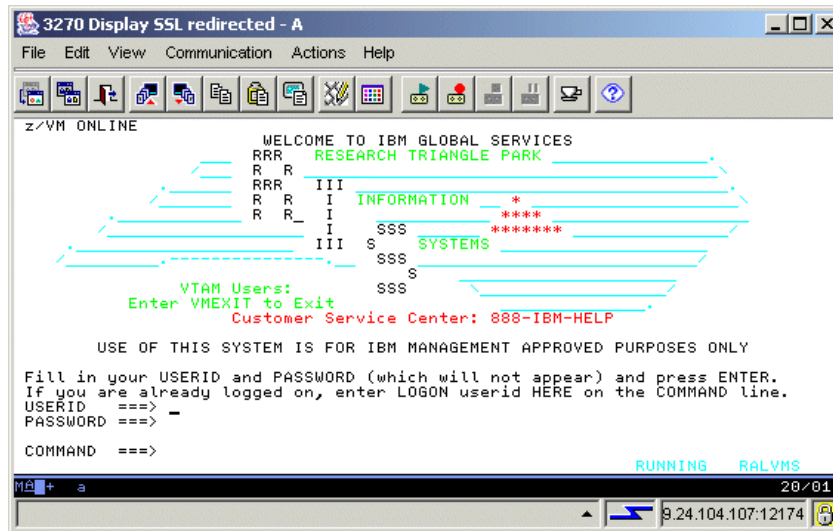 3270 Display SSL redirected - A
File Edit View Communication Actions Help
z/VM ONLINE
WELCOME TO IBM GLOBAL SERVICES
RRR RESEARCH TRIANGLE PARK
R R
RRR III
R R I INFORMATION *
R R_ I ****
I SSS *******
III S SYSTEMS
SSS
S
VTAM Users: SSS
Enter VMEXIT to Exit
Customer Service Center: 888-IBM-HELP
USE OF THIS SYSTEM IS FOR IBM MANAGEMENT APPROVED PURPOSES ONLY
Fill in your USERID and PASSWORD (which will not appear) and press ENTER.
If you are already logged on, enter LOGON userid HERE on the COMMAND line.
USERID ===> _
PASSWORD ===>
COMMAND ===>
RUNNING RALVMS
MA + a 20/01
9.24.104.107:12174